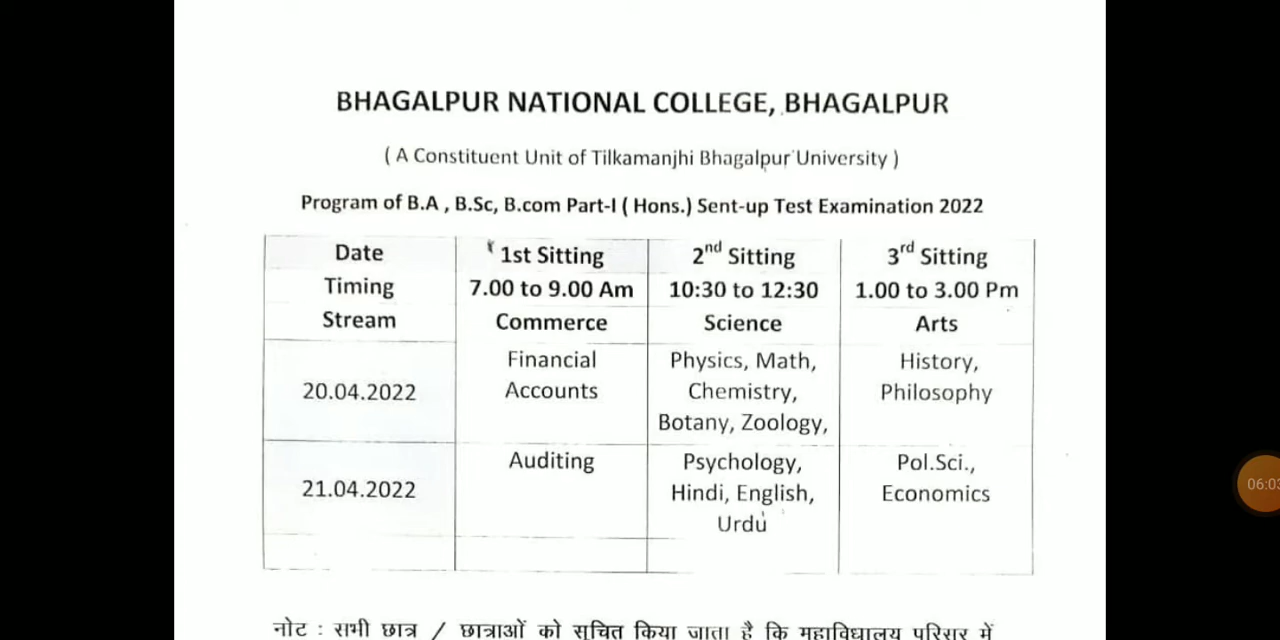 BHAGALPUR NATIONAL COLLEGE, BHAGALPUR
( A Constituent Unit of Tilkamanjhi Bhagalpur University )
Program of B.A , B.Sc, B.com Part-I ( Hons.) Sent-up Test Examination 2022
Date
Timing
Stream
1st Sitting
7.00 to 9.00 Am
Commerce
2nd Sitting
10:30 to 12:30
Science
3rd Sitting
1.00 to 3.00 Pm
Arts
20.04.2022
Financial
Accounts
Physics, Math,
Chemistry,
Botany, Zoology,
History,
Philosophy
21.04.2022
Auditing
Psychology,
Hindi, English,
Urdu
Pol.Sci.,
Economics
नोट : सभी छात्र / छात्राओं को सूचित किया जाता है कि महाविद्यालय परिसर में
06:03